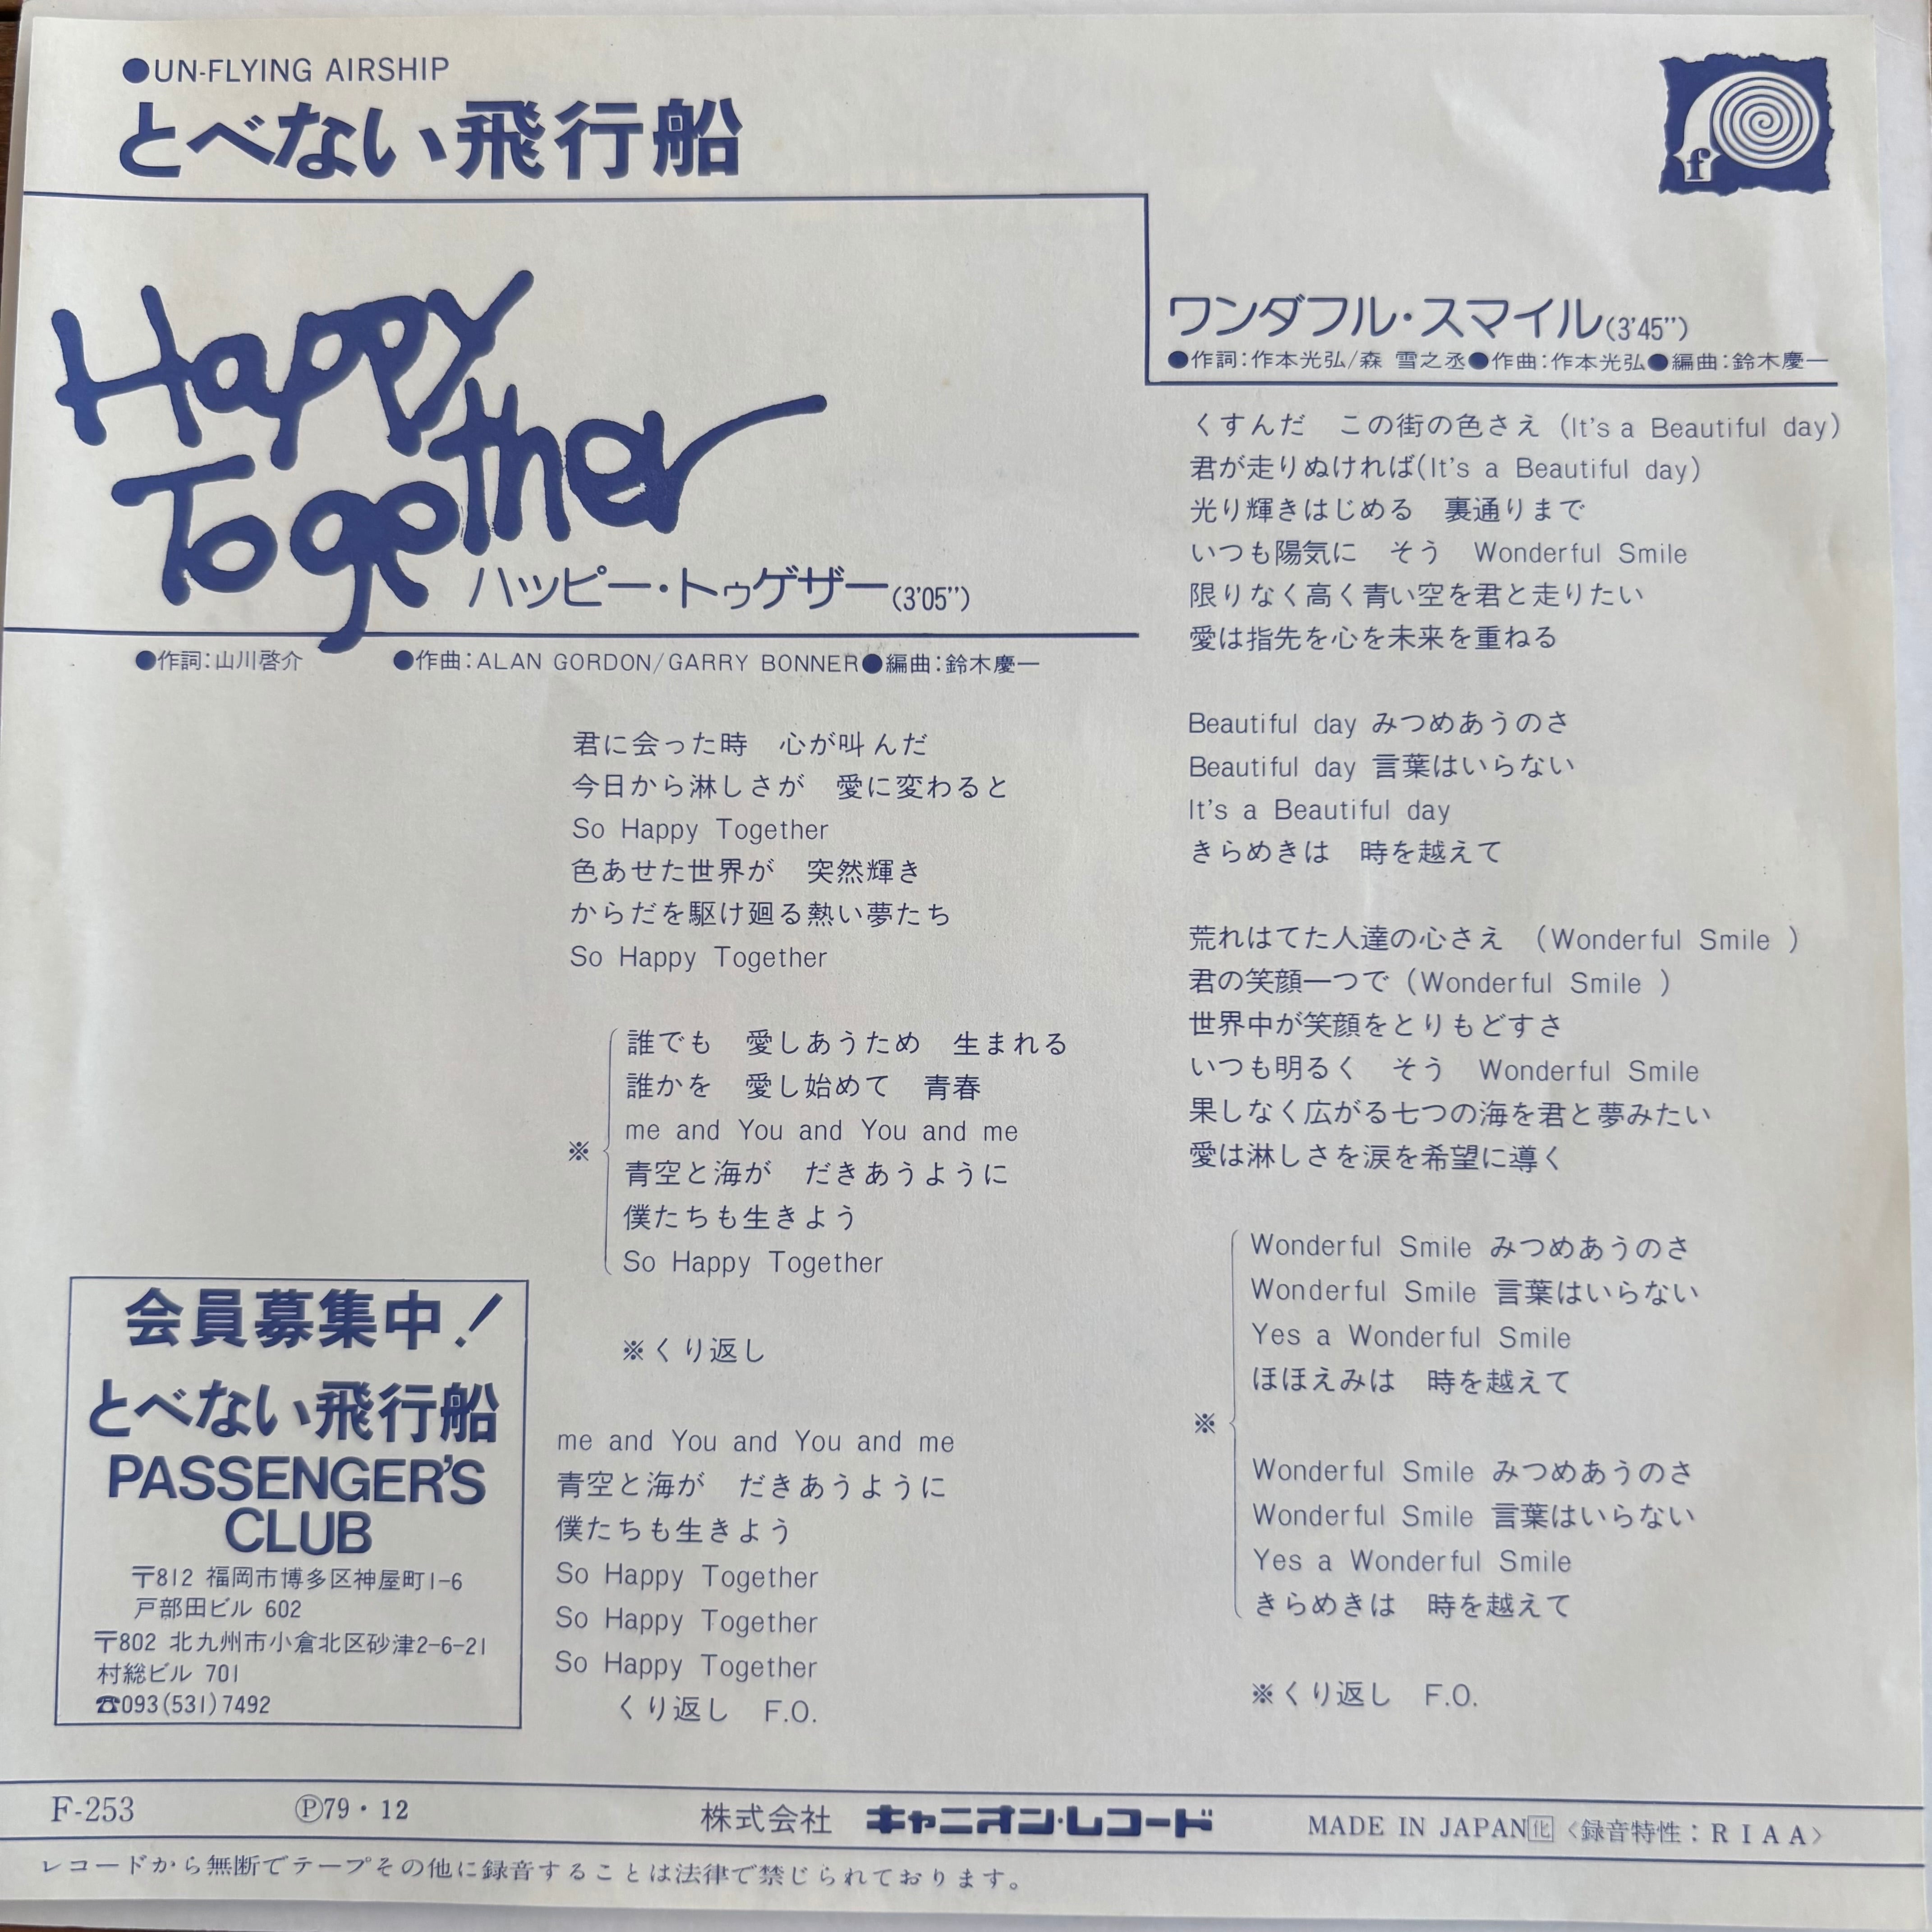 ●UN-FLYING AIRSHIP
とべない飛行船
f
Happy
Together
ハッピー・トゥゲザー(3'05")
●作詞:山川啓介 ●作曲:ALAN GORDON/GARRY BONNER●編曲:鈴木慶一
君に会った時 心が叫んだ
今日から淋しさが 愛に変わると
So Happy Together
色あせた世界が 突然輝き
からだを駆け廻る熱い夢たち
So Happy Together
誰でも 愛しあうため 生まれる
誰かを 愛し始めて 青春
me and You and You and me
※
青空と海が だきあうように
僕たちも生きよう
So Happy Together
※くり返し
me and You and You and me
青空と海が だきあうように
僕たちも生きよう
So Happy Together
So Happy Together
So Happy Together
くり返し F.O.
ワンダフル・スマイル(3'45")
●作詞:作本光弘/森 雪之丞●作曲:作本光弘●編曲:鈴木慶一
くすんだ この街の色さえ (It's a Beautiful day)
君が走りぬければ(It's a Beautiful day)
光り輝きはじめる 裏通りまで
いつも陽気に そう Wonderful Smile
限りなく高く青い空を君と走りたい
愛は指先を心を未来を重ねる
Beautiful day みつめあうのさ
Beautiful day 言葉はいらない
It's a Beautiful day
きらめきは 時を越えて
荒れはてた人達の心さえ (Wonderful Smile )
君の笑顔一つで (Wonderful Smile )
世界中が笑顔をとりもどすさ
いつも明るく そう Wonderful Smile
果しなく広がる七つの海を君と夢みたい
愛は淋しさを涙を希望に導く
Wonderful Smile みつめあうのさ
Wonderful Smile 言葉はいらない
Yes a Wonderful Smile
ほほえみは 時を越えて
※
Wonderful Smile みつめあうのさ
Wonderful Smile 言葉はいらない
Yes a Wonderful Smile
きらめきは 時を越えて
※くり返し F.O.
会員募集中!
とべない飛行船
PASSENGER'S
CLUB
〒812 福岡市博多区神屋町1-6
戸部田ビル 602
〒802 北九州市小倉北区砂津2-6-21
村総ビル 701
☎093(531)7492
F-253 Ⓟ79・12 株式会社 キャニオン・レコード MADE IN JAPAN㊗化 <録音特性:RIAA>
レコードから無断でテープその他に録音することは法律で禁じられております。